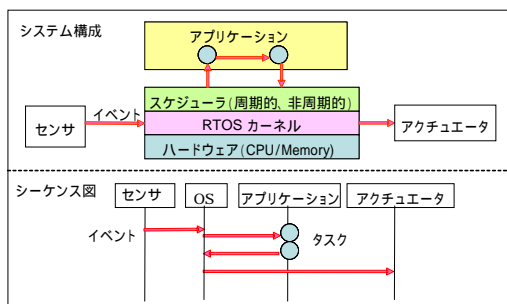 システム構成
アプリケーション
スケジューラ(周期的、非周期的)
イベント
センサ
RTOS カーネル
アクチュエータ
ハードウェア(CPU/Memory)
シーケンス図
センサ
OS
アプリケーション
アクチュエータ
イベント
タスク